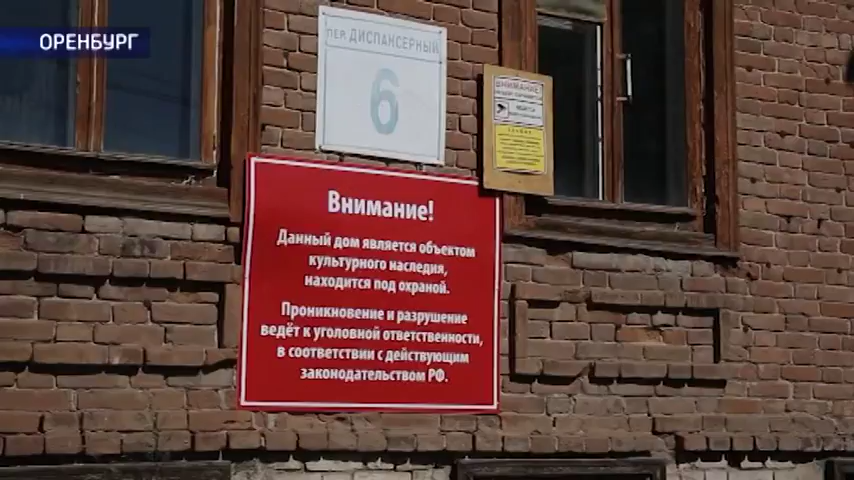 ОРЕНБУРГ
ПЕР. ДИСПАНСЕРНЫЙ
6
ВНИМАНИЕ
Внимание!
Данный дом является объектом
культурного наследия,
находится под охраной.
Проникновение и разрушение
ведёт к уголовной ответственности,
в соответствии с действующим
законодательством РФ.